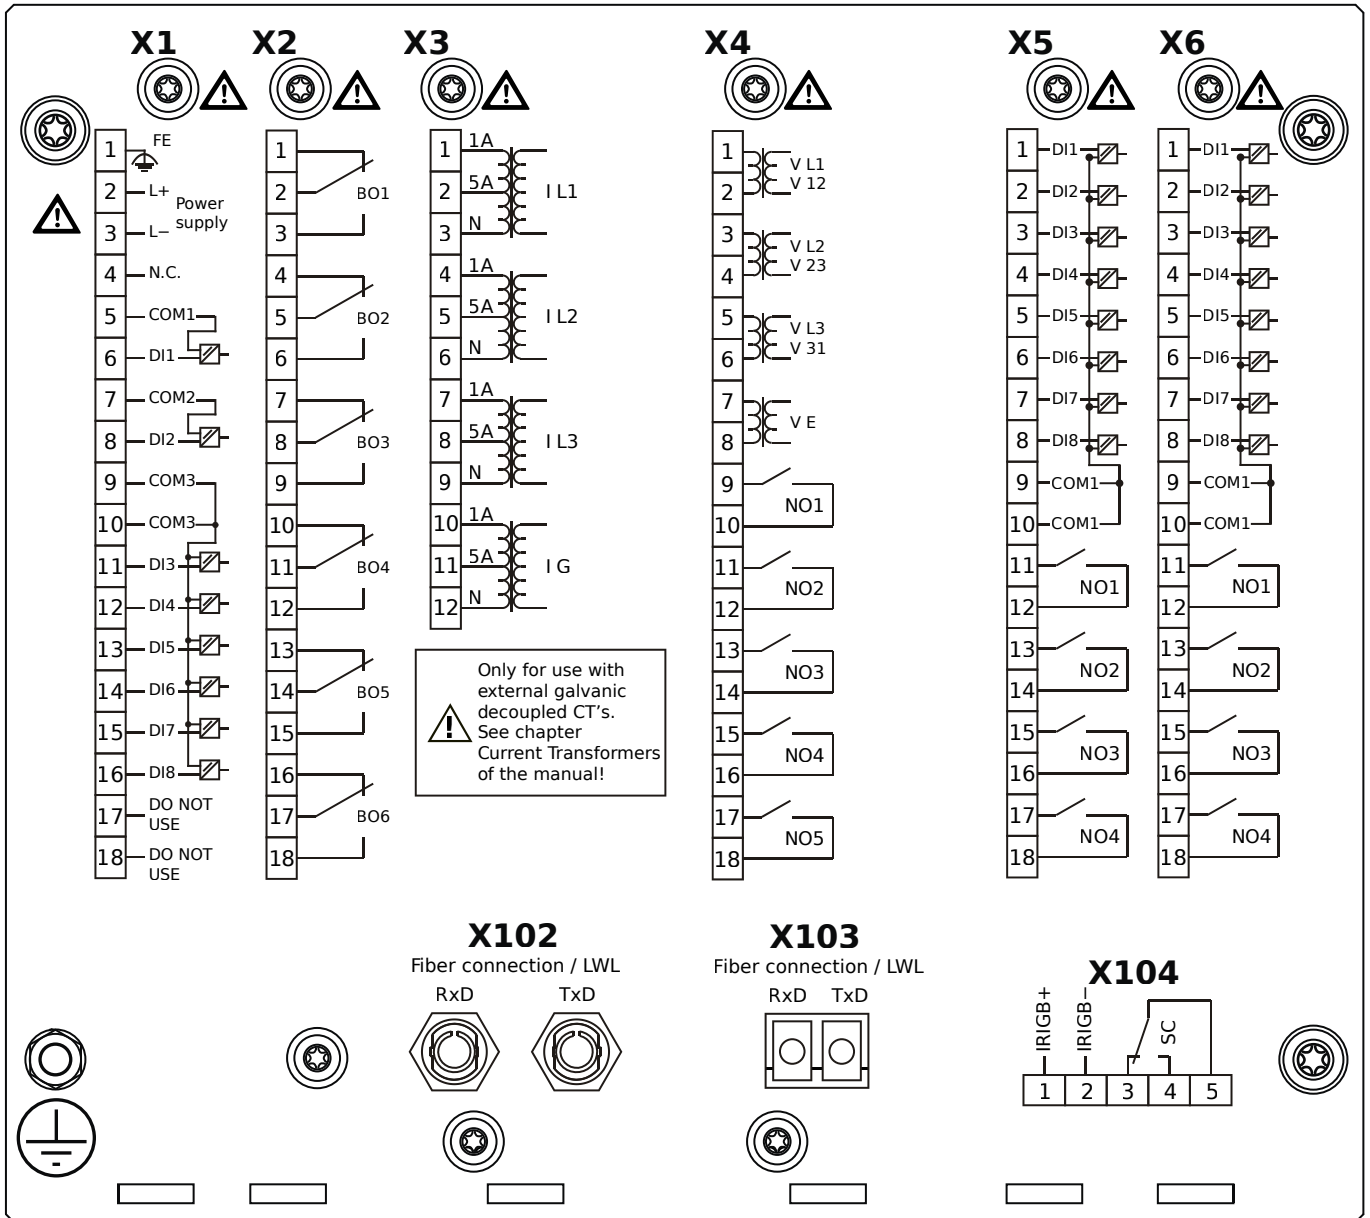 X1 X2 X3 X4 X5 X6
1 FE
2 L+
Power
supply
3 L−
4 N.C.
5 COM1
6 DI1
7 COM2
8 DI2
9 COM3
10 COM3
11 DI3
12 DI4
13 DI5
14 DI6
15 DI7
16 DI8
17 DO NOT
USE
18 DO NOT
USE
1
2 BO1
3
4
5 BO2
6
7
8 BO3
9
10
11 BO4
12
13
14 BO5
15
16
17 BO6
18
1 1A
2 5A I L1
3 N
4 1A
5 5A I L2
6 N
7 1A
8 5A I L3
9 N
10 1A
11 5A I G
12 N
Only for use with
external galvanic
decoupled CT's.
See chapter
Current Transformers
of the manual!
1 V L1
2 V 12
3 V L2
4 V 23
5 V L3
6 V 31
7
V E
8
9
NO1
10
11
NO2
12
13
NO3
14
15
NO4
16
17
NO5
18
1 DI1
2 DI2
3 DI3
4 DI4
5 DI5
6 DI6
7 DI7
8 DI8
9 COM1
10 COM1
11
NO1
12
13
NO2
14
15
NO3
16
17
NO4
18
1 DI1
2 DI2
3 DI3
4 DI4
5 DI5
6 DI6
7 DI7
8 DI8
9 COM1
10 COM1
11
NO1
12
13
NO2
14
15
NO3
16
17
NO4
18
X102
Fiber connection / LWL
RxD TxD
X103
Fiber connection / LWL
RxD TxD
X104
IRIGB+
IRIGB−
SC
1 2 3 4 5